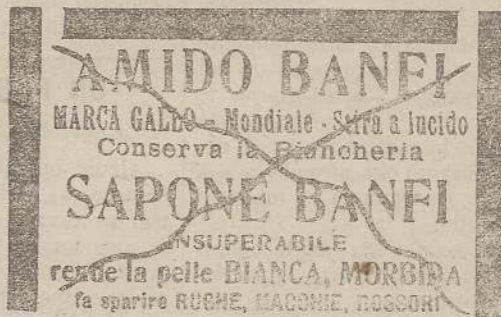 AMIDO BANFI
MARCA GALLO - Mondiale - Stira a lucido
Conserva la Biancheria
SAPONE BANFI
INSUPERABILE
rende la pelle BIANCA, MORBIDA
fa sparire RUGHE, MACCHIE, ROSSORI